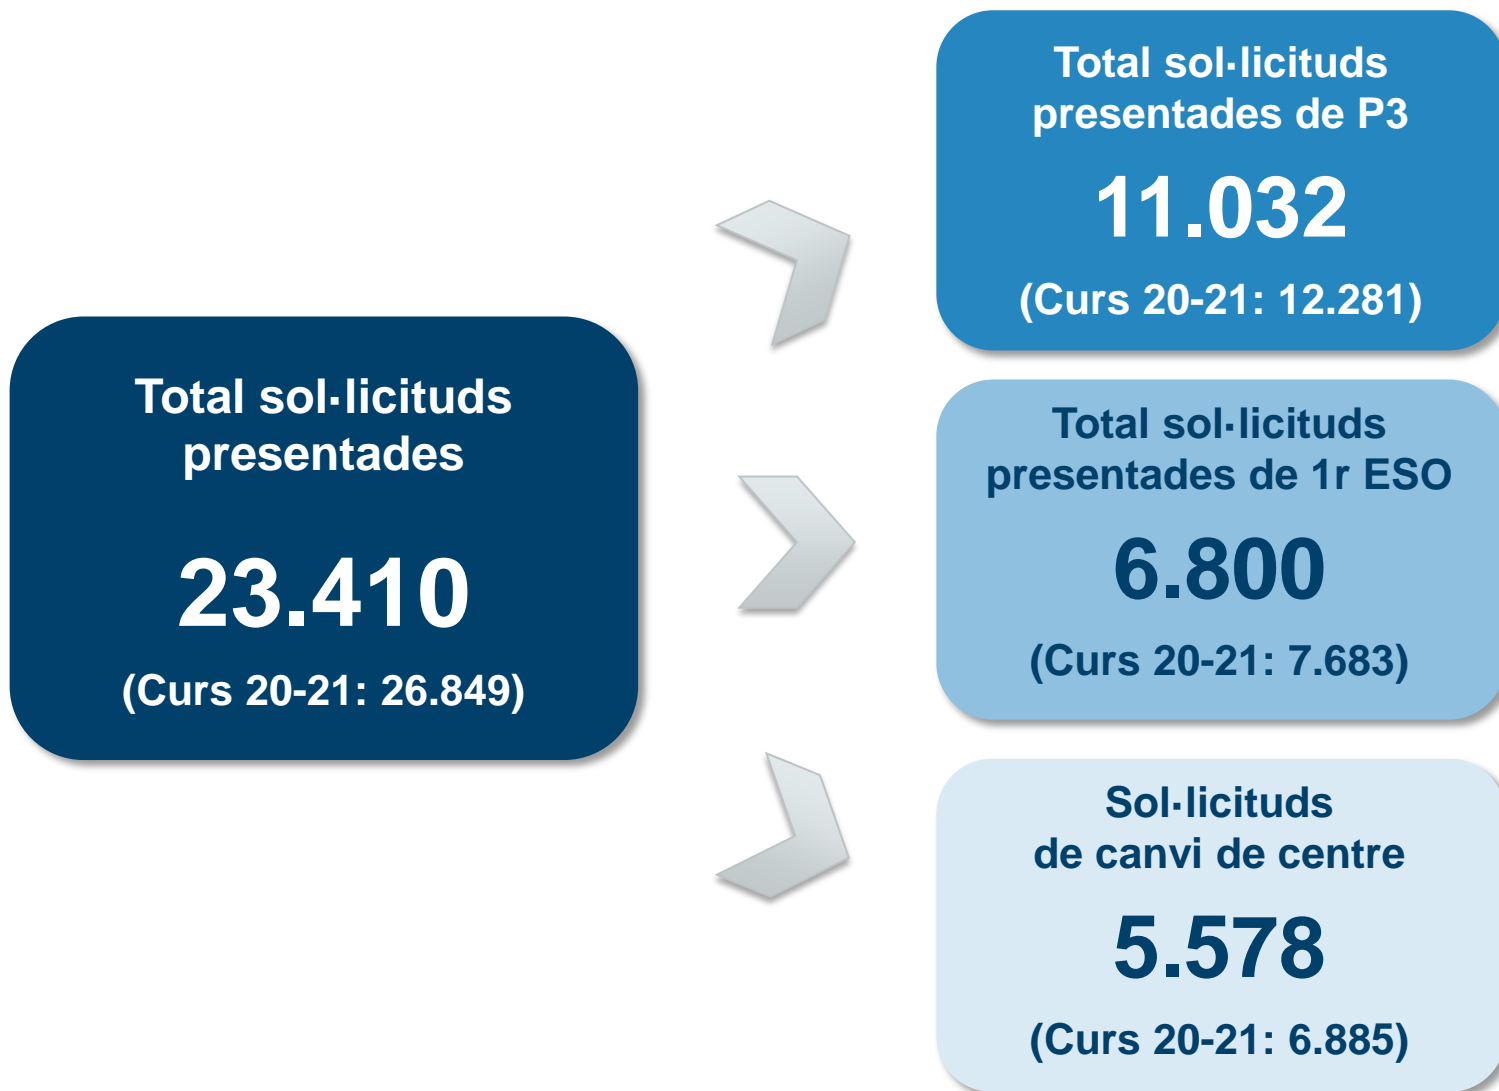 Total sol·licituds
presentades
23.410
(Curs 20-21: 26.849)
Total sol·licituds
presentades de P3
11.032
(Curs 20-21: 12.281)
Total sol·licituds
presentades de 1r ESO
6.800
(Curs 20-21: 7.683)
Sol·licituds
de canvi de centre
5.578
(Curs 20-21: 6.885)